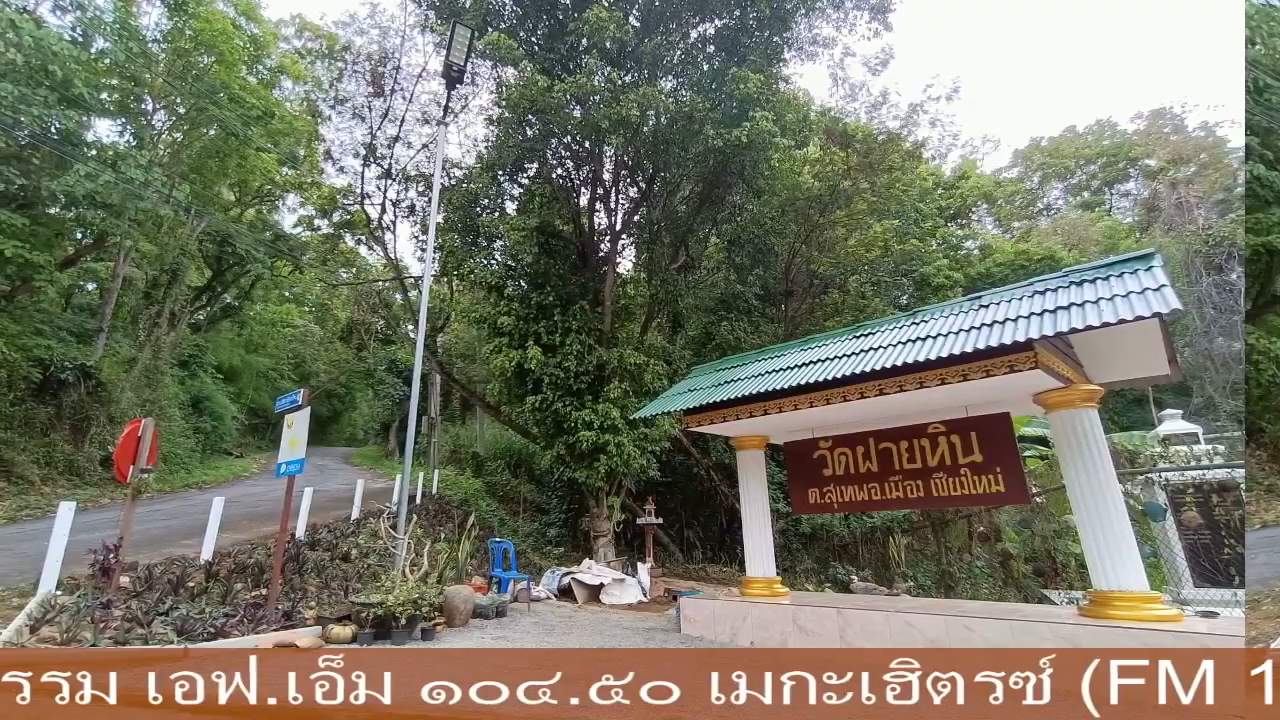 วัดฝายหิน
ต.สุเทพอ.เมือง เชียงใหม่
รรม เอฟ.เอ็ม ๑๐๔.๕๐ เมกะเฮิตรซ์ (FM 1